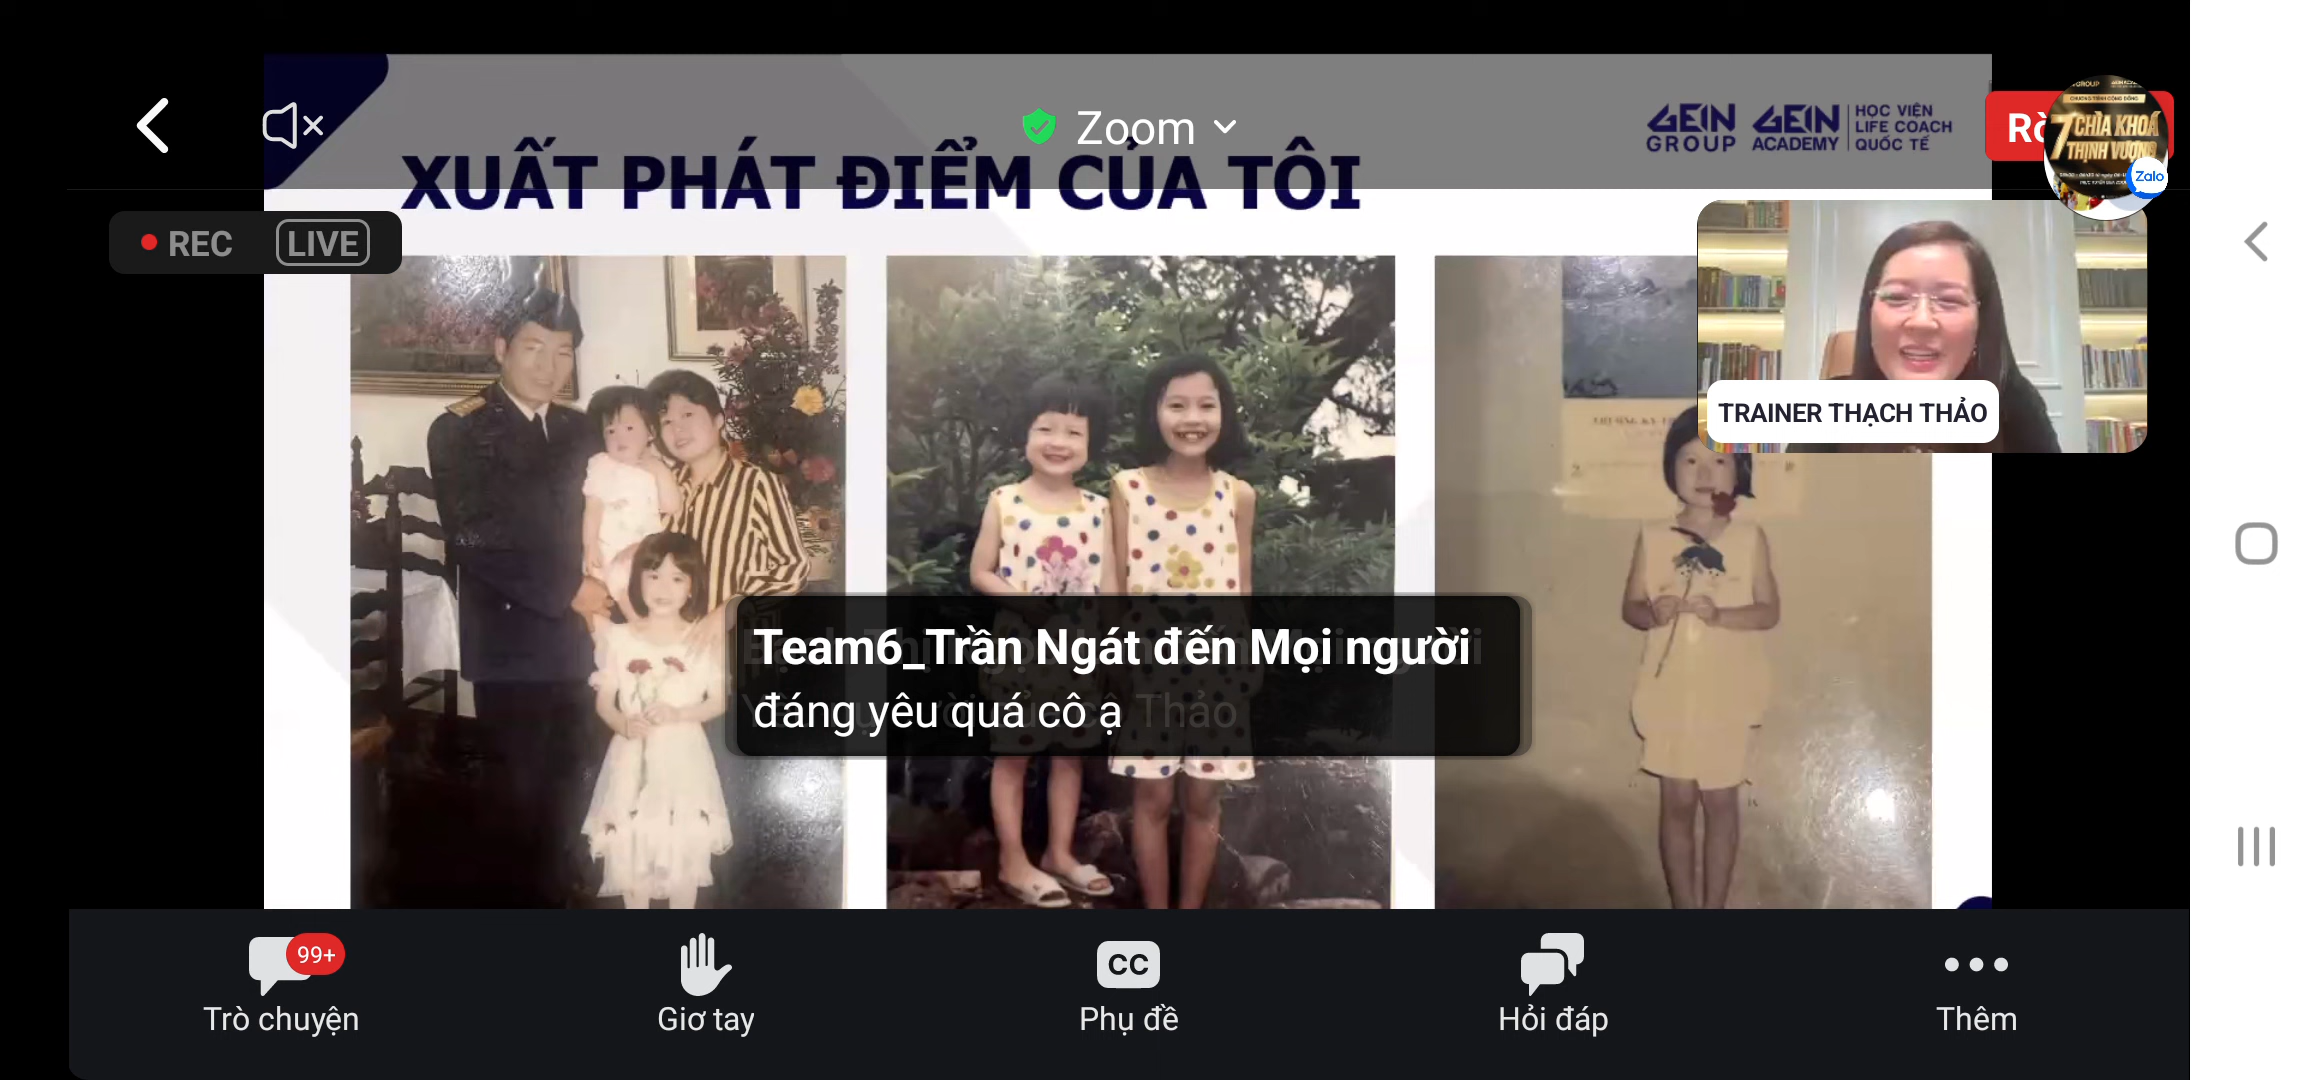 Zoom
GEIN
GROUP
GEIN
ACADEMY
HỌC VIỆN
LIFE COACH
QUỐC TẾ
7 CHÌA KHOÁ
THỊNH VƯỢNG
Zalo
XUẤT PHÁT ĐIỂM CỦA TÔI
REC
LIVE
TRAINER THẠCH THẢO
Team6_Trần Ngát đến Mọi người
đáng yêu quá cô ạ
99+
Trò chuyện
Giơ tay
CC
Phụ đề
Hỏi đáp
Thêm